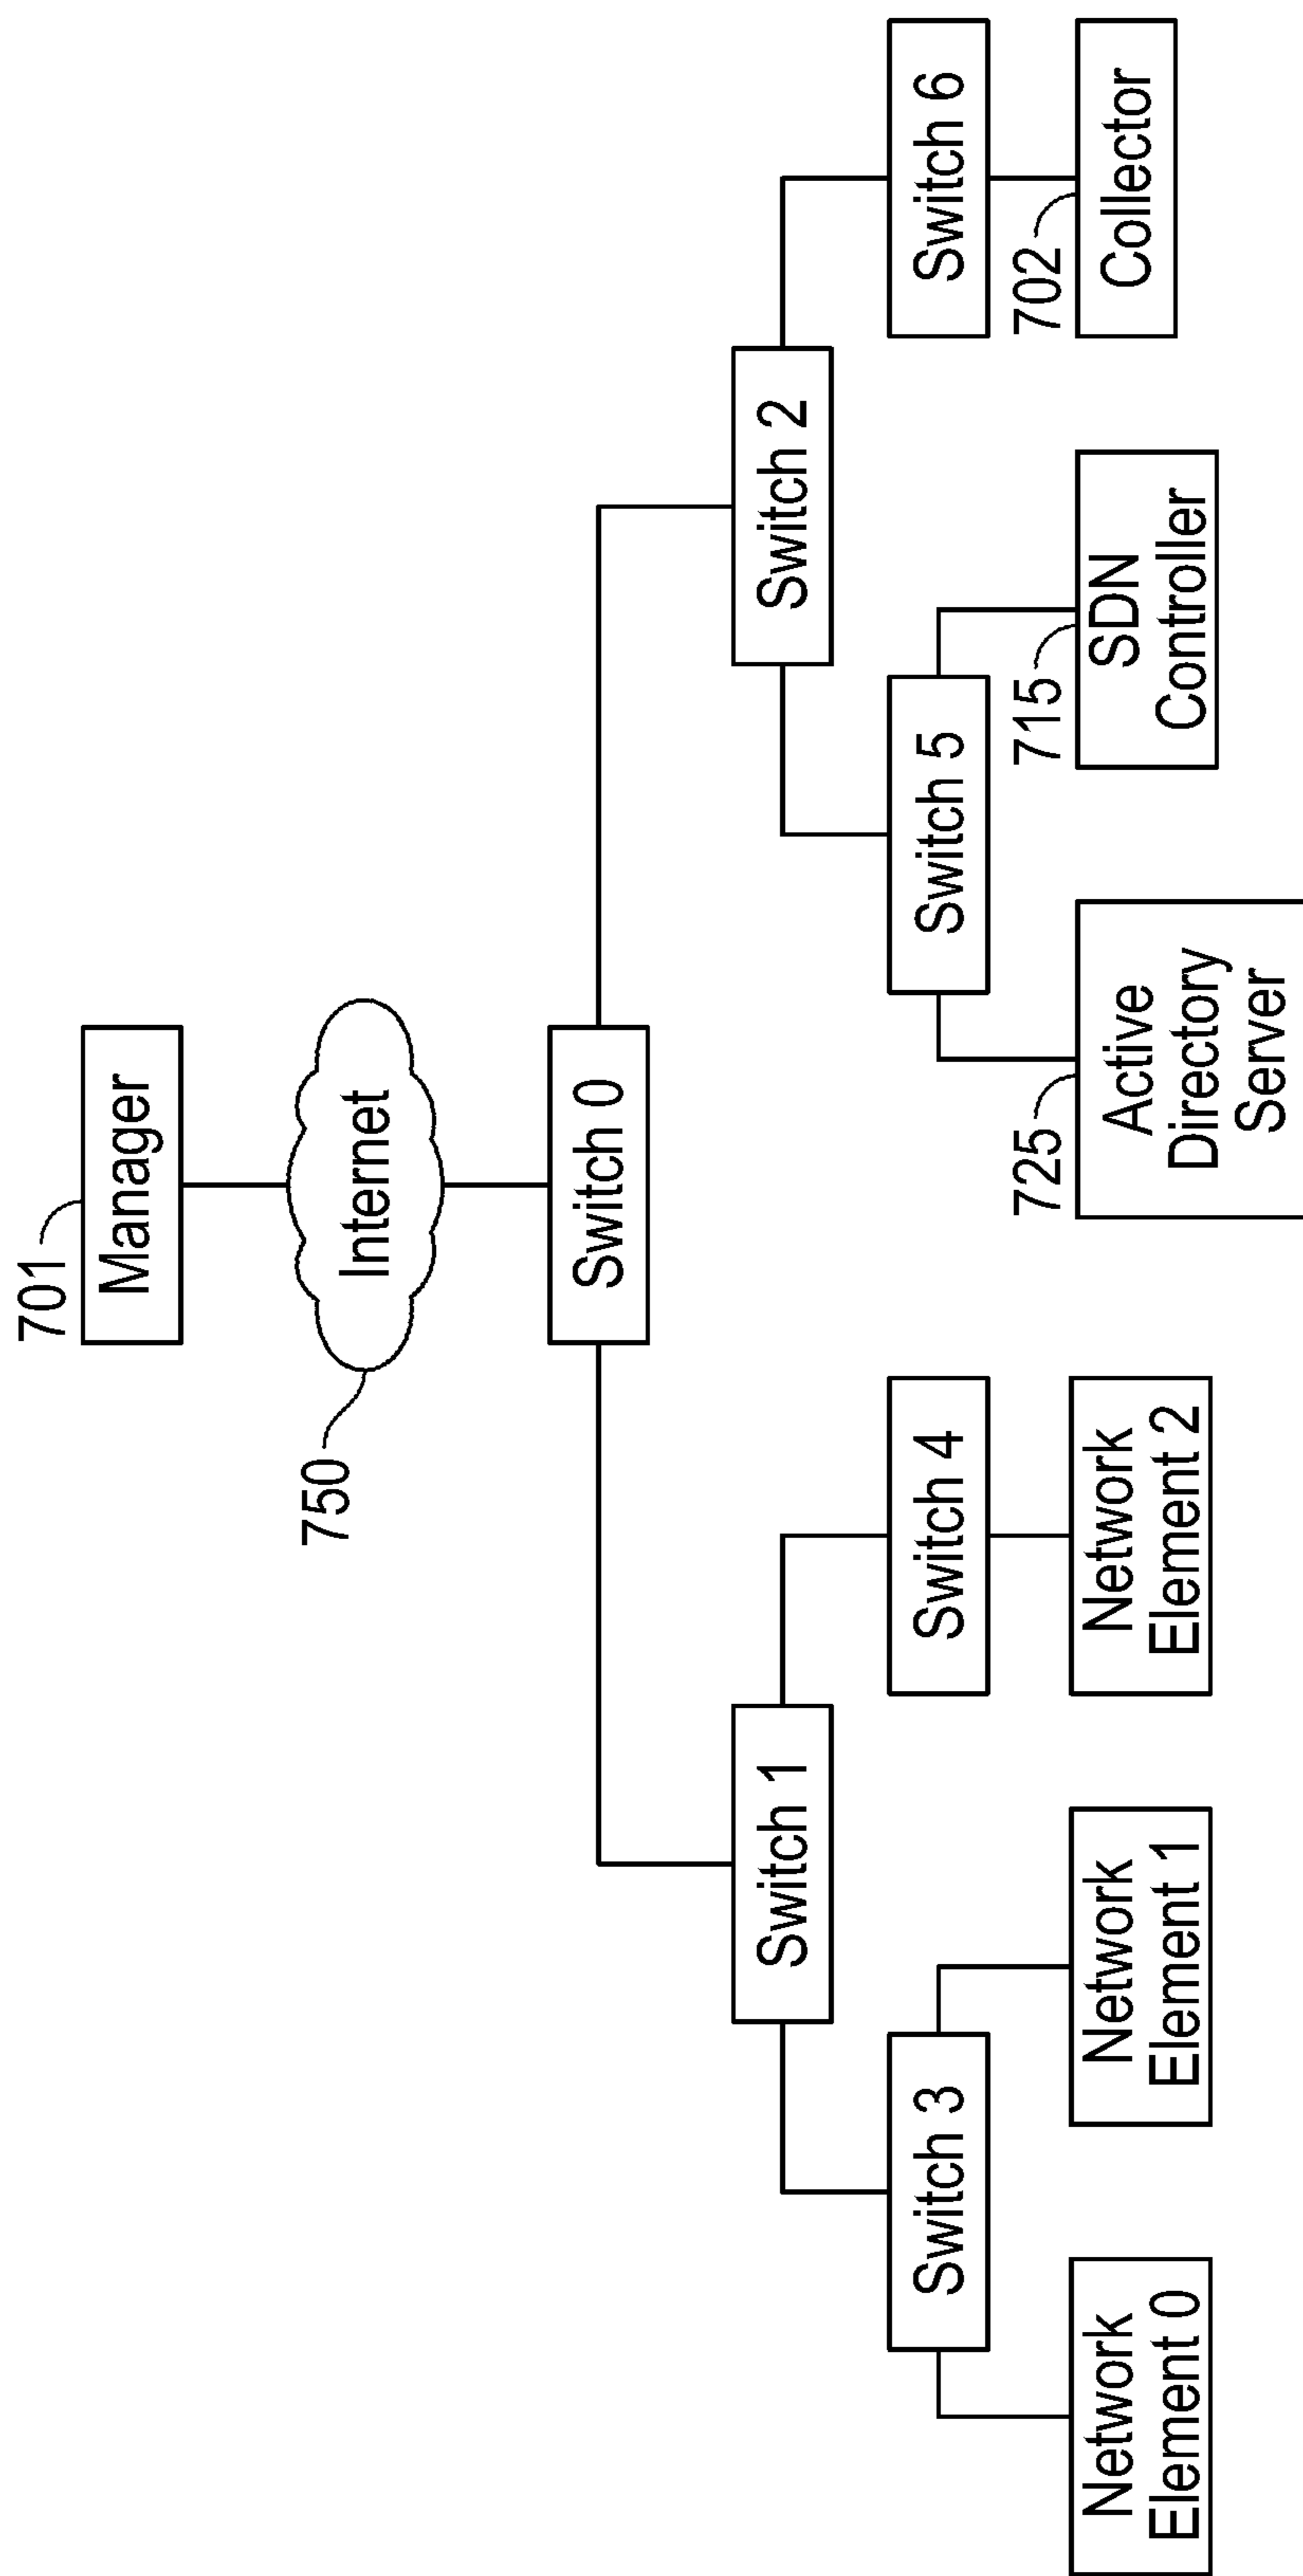 701
Manager
Internet
750
Switch 0
Switch 1
Switch 2
Switch 3
Switch 4
Switch 5
Switch 6
Network
Element 0
Network
Element 1
Network
Element 2
725
Active
Directory
Server
715
SDN
Controller
702
Collector